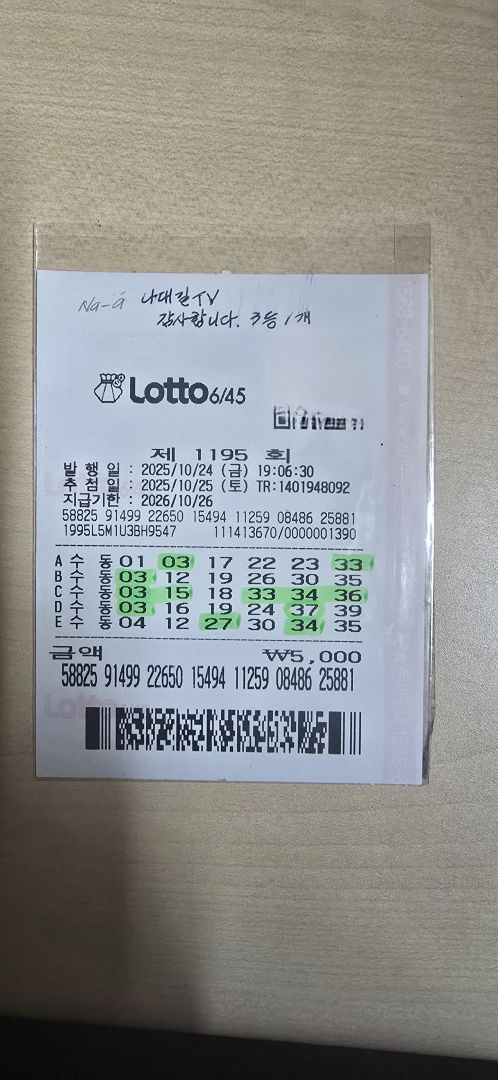 Na-a 나대길TV
감사합니다. 3등 1개
Lotto 6/45
제 1195 회
발 행 일 : 2025/10/24 (금) 19:06:30
추 첨 일 : 2025/10/25 (토) TR:1401948092
지급기한 : 2026/10/26
58825 91499 22650 15494 11259 08486 25881
1995L5M1U3BH9547 111413670/0000001390
A 수 동 01 03 17 22 23 33
B 수 동 03 12 19 26 30 35
C 수 동 03 15 18 33 34 36
D 수 동 03 16 19 24 37 39
E 수 동 04 12 27 30 34 35
금액 ₩5,000
58825 91499 22650 15494 11259 08486 25881